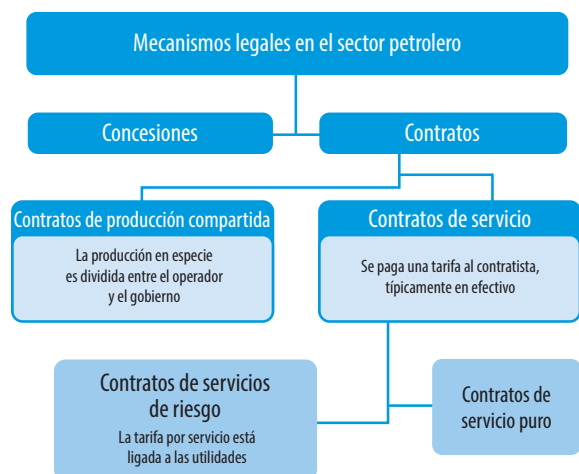 Mecanismos legales en el sector petrolero
Concesiones
Contratos
Contratos de producción compartida
La producción en especie
es dividida entre el operador
y el gobierno
Contratos de servicio
Se paga una tarifa al contratista,
típicamente en efectivo
Contratos de servicios
de riesgo
La tarifa por servicio está
ligada a las utilidades
Contratos de
servicio puro